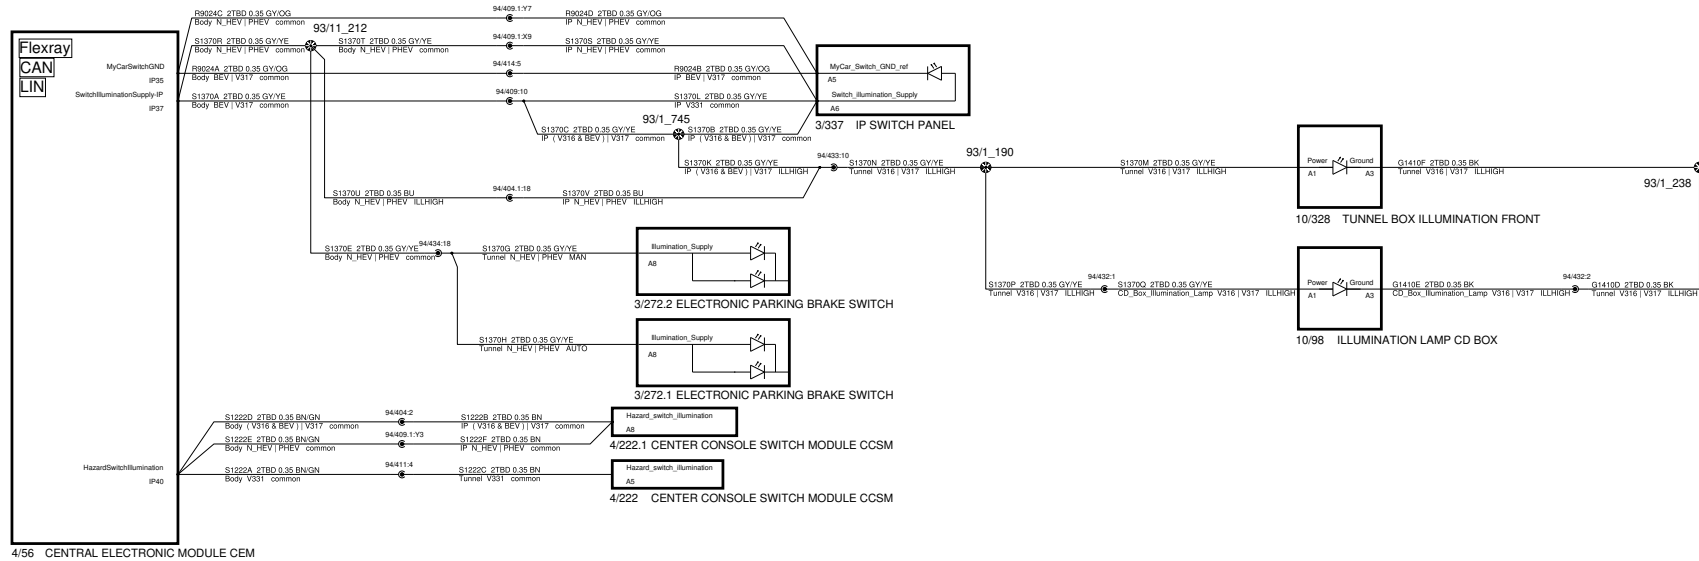 R9024C 2TBD 0.35 GY/OG
Body N_HEV | PHEV common
94/409.1:Y7
R9024D 2TBD 0.35 GY/OG
IP N_HEV | PHEV common
93/11_212
Flexray
CAN
LIN
S1370R 2TBD 0.35 GY/YE
Body N_HEV | PHEV common
S1370T 2TBD 0.35 GY/YE
Body N_HEV | PHEV common
94/409.1:X9
S1370S 2TBD 0.35 GY/YE
IP N_HEV | PHEV common
MyCarSwitchGND
IP35
R9024A 2TBD 0.35 GY/OG
Body BEV | V317 common
94/414:5
R9024B 2TBD 0.35 GY/OG
IP BEV | V317 common
MyCar_Switch_GND_ref
A5
SwitchIlluminationSupply-IP
IP37
S1370A 2TBD 0.35 GY/YE
Body BEV | V317 common
94/409:10
S1370L 2TBD 0.35 GY/YE
IP V331 common
Switch_illumination_Supply
A6
3/337 IP SWITCH PANEL
93/1_745
S1370C 2TBD 0.35 GY/YE
IP ( V316 & BEV ) | V317 common
S1370B 2TBD 0.35 GY/YE
IP ( V316 & BEV ) | V317 common
S1370K 2TBD 0.35 GY/YE
IP ( V316 & BEV ) | V317 ILLHIGH
94/433:10
S1370N 2TBD 0.35 GY/YE
Tunnel V316 | V317 ILLHIGH
93/1_190
S1370M 2TBD 0.35 GY/YE
Tunnel V316 | V317 ILLHIGH
Power
A1
Ground
A3
G1410F 2TBD 0.35 BK
Tunnel V316 | V317 ILLHIGH
93/1_238
10/328 TUNNEL BOX ILLUMINATION FRONT
S1370U 2TBD 0.35 BU
Body N_HEV | PHEV ILLHIGH
94/404.1:18
S1370V 2TBD 0.35 BU
IP N_HEV | PHEV ILLHIGH
S1370E 2TBD 0.35 GY/YE
Body N_HEV | PHEV common
94/434:18
S1370G 2TBD 0.35 GY/YE
Tunnel N_HEV | PHEV MAN
Illumination_Supply
A8
3/272.2 ELECTRONIC PARKING BRAKE SWITCH
S1370P 2TBD 0.35 GY/YE
Tunnel V316 | V317 ILLHIGH
94/432:1
S1370Q 2TBD 0.35 GY/YE
CD_Box_Illumination_Lamp V316 | V317 ILLHIGH
Power
A1
Ground
A3
G1410E 2TBD 0.35 BK
CD_Box_Illumination_Lamp V316 | V317 ILLHIGH
94/432:2
G1410D 2TBD 0.35 BK
Tunnel V316 | V317 ILLHIGH
10/98 ILLUMINATION LAMP CD BOX
S1370H 2TBD 0.35 GY/YE
Tunnel N_HEV | PHEV AUTO
Illumination_Supply
A8
3/272.1 ELECTRONIC PARKING BRAKE SWITCH
S1222D 2TBD 0.35 BN/GN
Body ( V316 & BEV ) | V317 common
94/404:2
S1222B 2TBD 0.35 BN
IP ( V316 & BEV ) | V317 common
Hazard_switch_illumination
A8
S1222E 2TBD 0.35 BN/GN
Body N_HEV | PHEV common
94/409.1:Y3
S1222F 2TBD 0.35 BN
IP N_HEV | PHEV common
4/222.1 CENTER CONSOLE SWITCH MODULE CCSM
HazardSwitchIllumination
IP40
S1222A 2TBD 0.35 BN/GN
Body V331 common
94/411:4
S1222C 2TBD 0.35 BN
Tunnel V331 common
Hazard_switch_illumination
A5
4/222 CENTER CONSOLE SWITCH MODULE CCSM
4/56 CENTRAL ELECTRONIC MODULE CEM